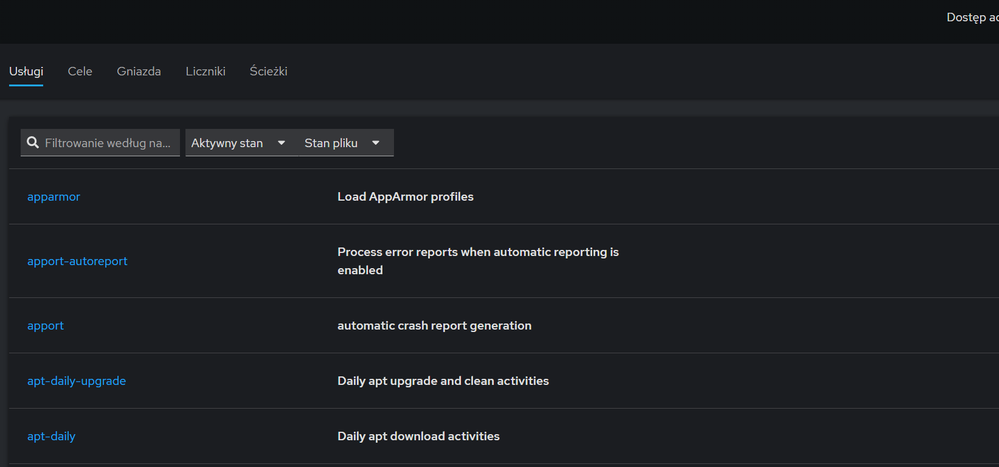 Dostęp
Usługi Cele Gniazda Liczniki Ścieżki
Filtrowanie według na... Aktywny stan Stan pliku
apparmor Load AppArmor profiles
apport-autoreport Process error reports when automatic reporting is
enabled
apport automatic crash report generation
apt-daily-upgrade Daily apt upgrade and clean activities
apt-daily Daily apt download activities